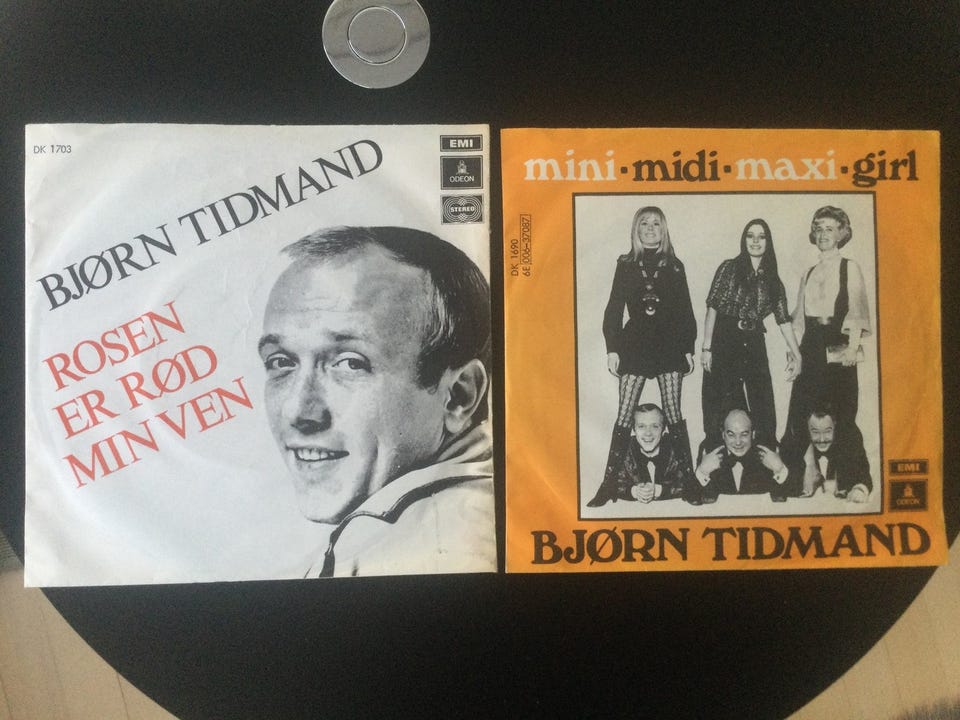 DK 1703
BJØRN TIDMAND
EMI
ODEON
STEREO
ROSEN
ER RØD
MIN VEN
mini·midi·maxi·girl
DK 1690
6E 006-37087
EMI
ODEON
BJØRN TIDMAND